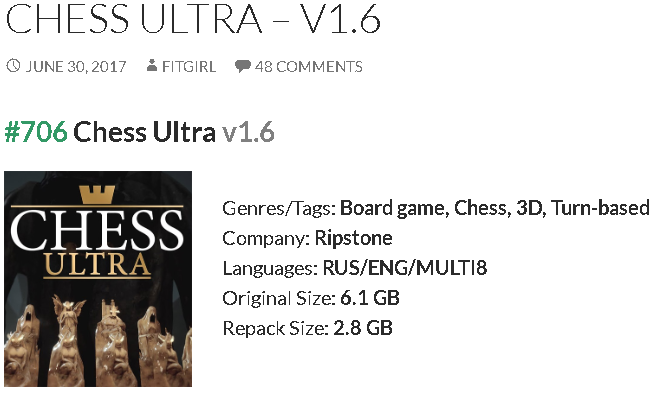 CHESS ULTRA – V1.6
JUNE 30, 2017 FITGIRL 48 COMMENTS
#706 Chess Ultra v1.6
CHESS
ULTRA
Genres/Tags: Board game, Chess, 3D, Turn-based
Company: Ripstone
Languages: RUS/ENG/MULTI8
Original Size: 6.1 GB
Repack Size: 2.8 GB